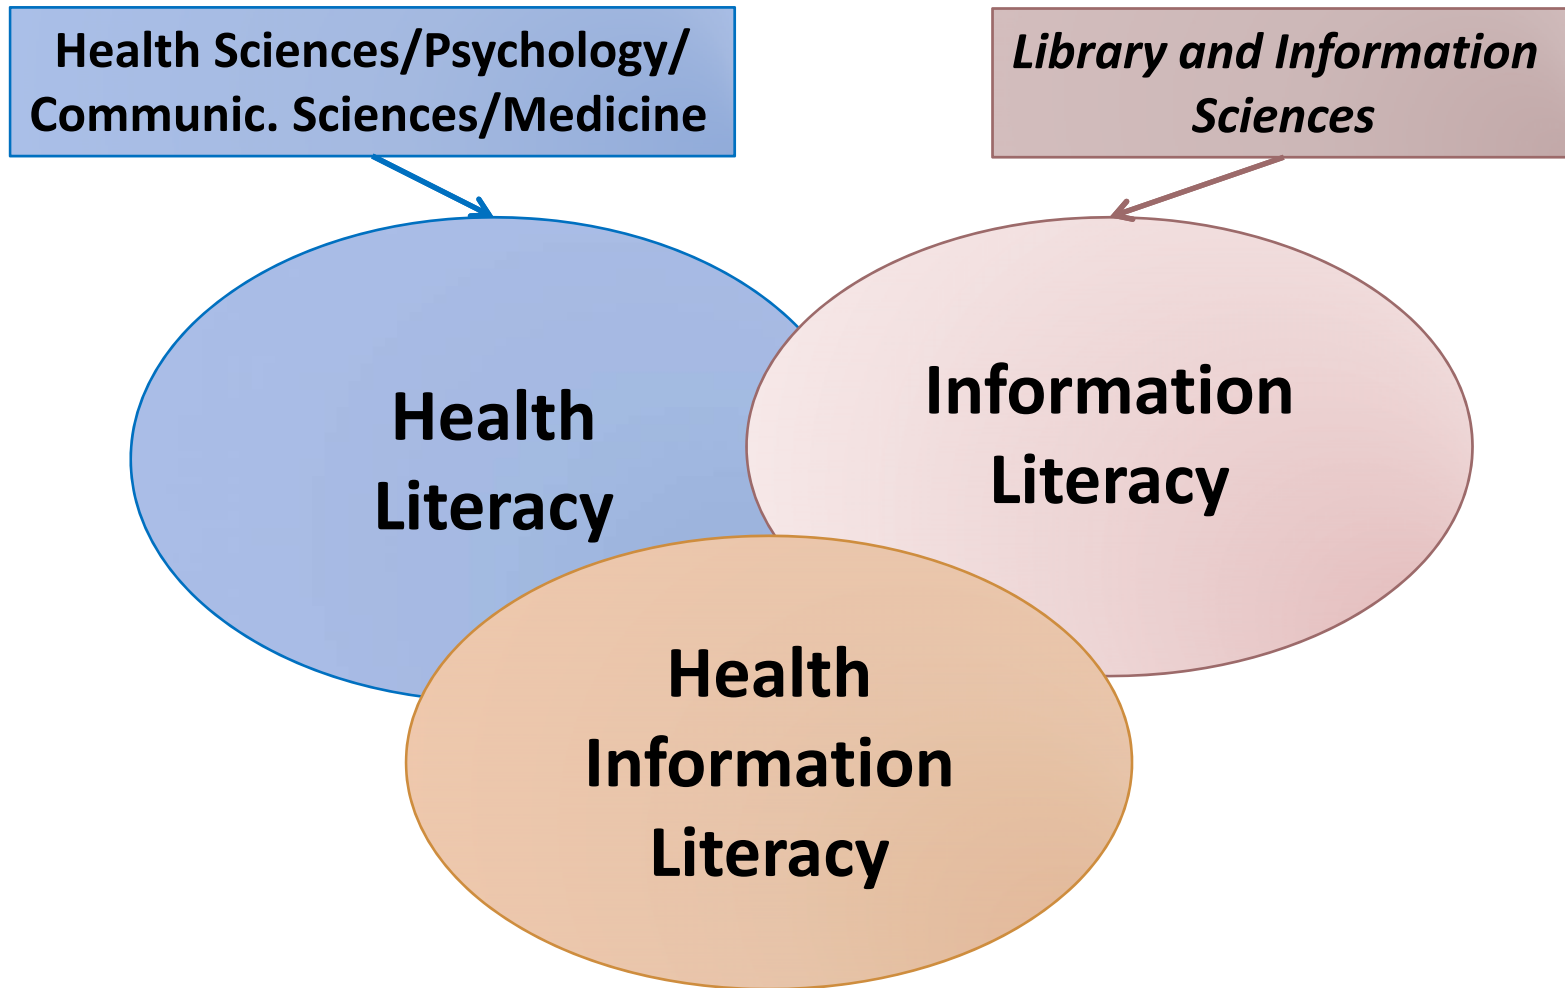 Health Sciences/Psychology/
Communic. Sciences/Medicine
Library and Information
Sciences
Health
Literacy
Information
Literacy
Health
Information
Literacy